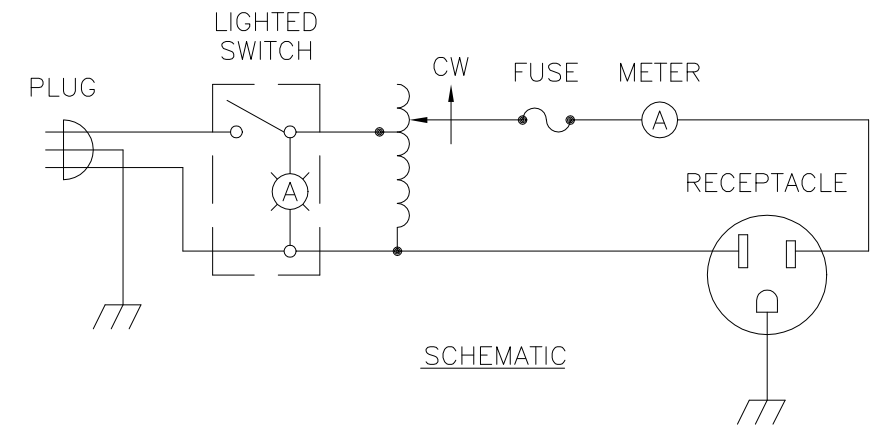 LIGHTED
SWITCH
PLUG
CW
FUSE
METER
A
A
RECEPTACLE
SCHEMATIC